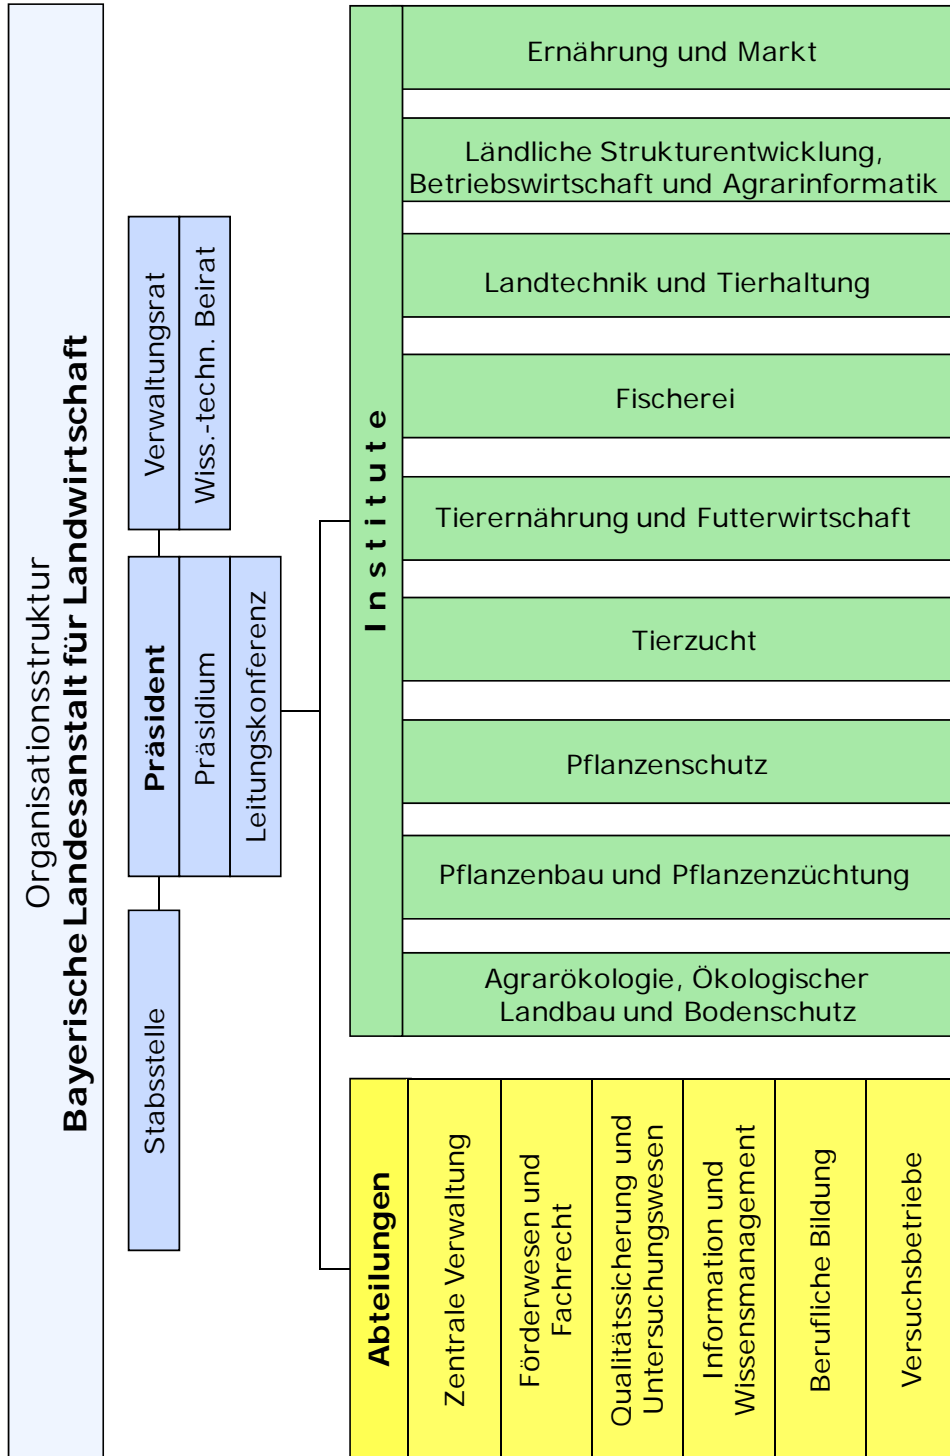 Organisationsstruktur
Bayerische Landesanstalt für Landwirtschaft
Stabsstelle
Präsident
Präsidium
Leitungskonferenz
Verwaltungsrat
Wiss.-techn. Beirat
Abteilungen
Zentrale Verwaltung
Förderwesen und
Fachrecht
Qualitätssicherung und
Untersuchungswesen
Information und
Wissensmanagement
Berufliche Bildung
Versuchsbetriebe
Institute
Agrarökologie, Ökologischer
Landbau und Bodenschutz
Pflanzenbau und Pflanzenzüchtung
Pflanzenschutz
Tierzucht
Tierernährung und Futterwirtschaft
Fischerei
Landtechnik und Tierhaltung
Ländliche Strukturentwicklung,
Betriebswirtschaft und Agrarinformatik
Ernährung und Markt